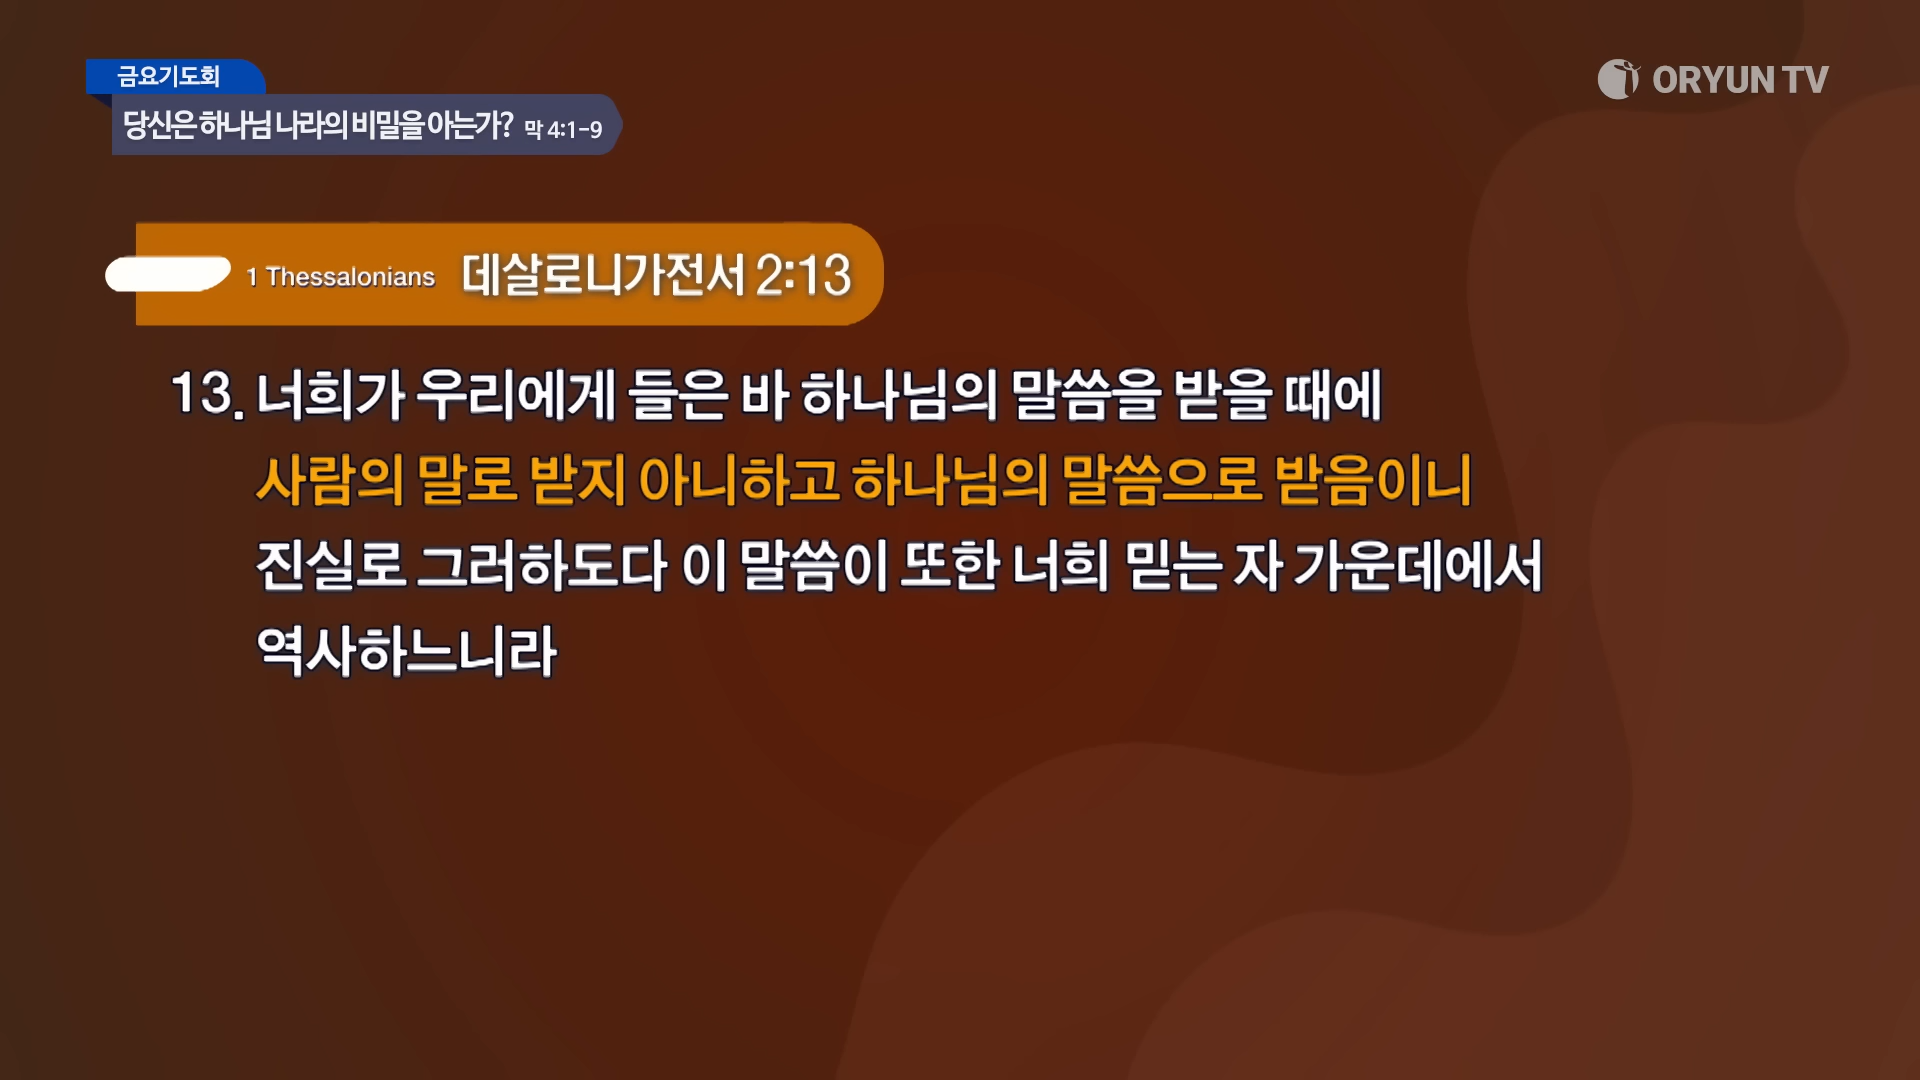 금요기도회
당신은 하나님 나라의 비밀을 아는가? 막 4:1-9
ORYUN TV
1 Thessalonians 데살로니가전서 2:13
13. 너희가 우리에게 들은 바 하나님의 말씀을 받을 때에
사람의 말로 받지 아니하고 하나님의 말씀으로 받음이니
진실로 그러하도다 이 말씀이 또한 너희 믿는 자 가운데에서
역사하느니라